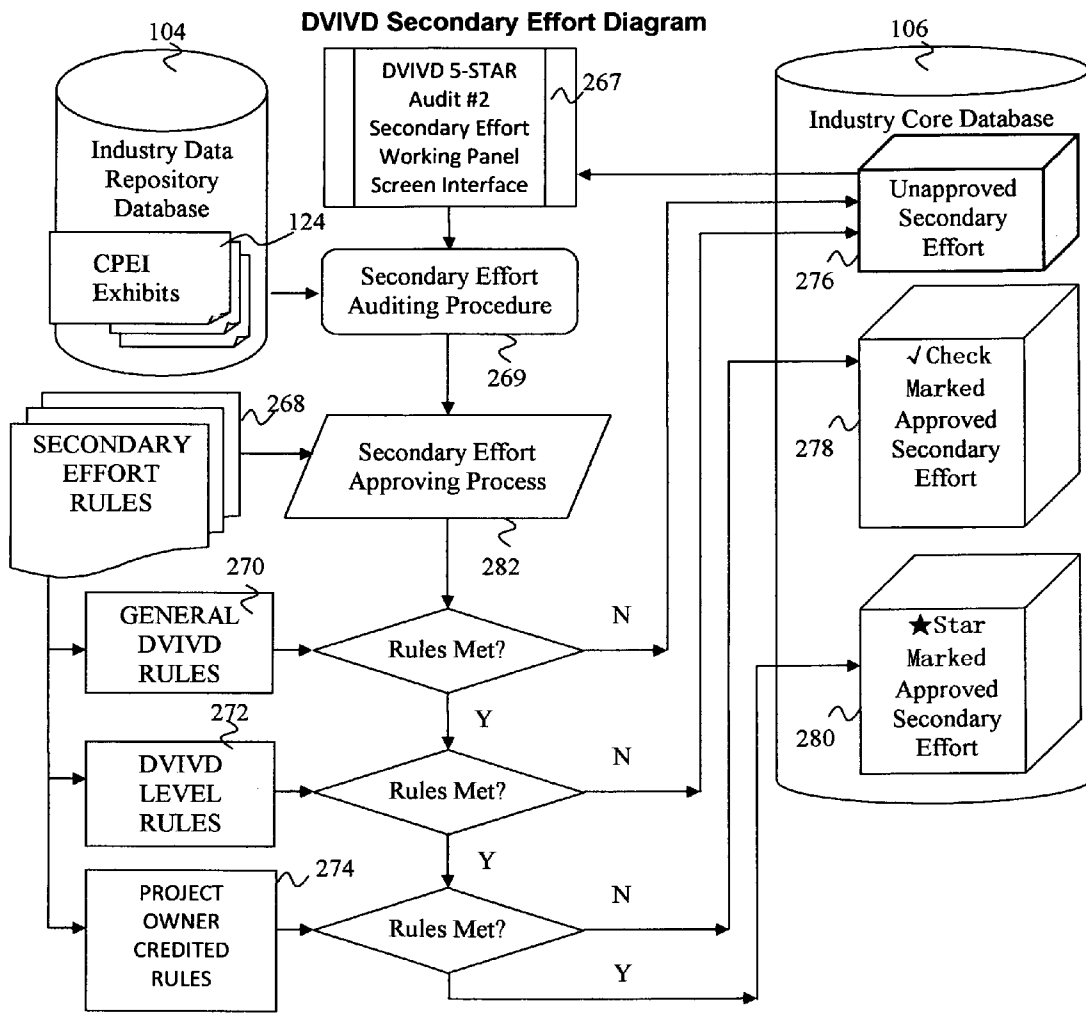 DVIVD Secondary Effort Diagram
104
Industry Data
Repository
Database
124
CPEI
Exhibits
DVIVD 5-STAR
Audit #2
Secondary Effort
Working Panel
Screen Interface
267
106
Industry Core Database
Unapproved
Secondary
Effort
276
Secondary Effort
Auditing Procedure
269
✓Check
Marked
Approved
Secondary
Effort
278
268
SECONDARY
EFFORT
RULES
Secondary Effort
Approving Process
282
★Star
Marked
Approved
Secondary
Effort
280
270
GENERAL
DVIVD
RULES
Rules Met?
N
Y
272
DVIVD
LEVEL
RULES
Rules Met?
N
Y
274
PROJECT
OWNER
CREDITED
RULES
Rules Met?
N
Y